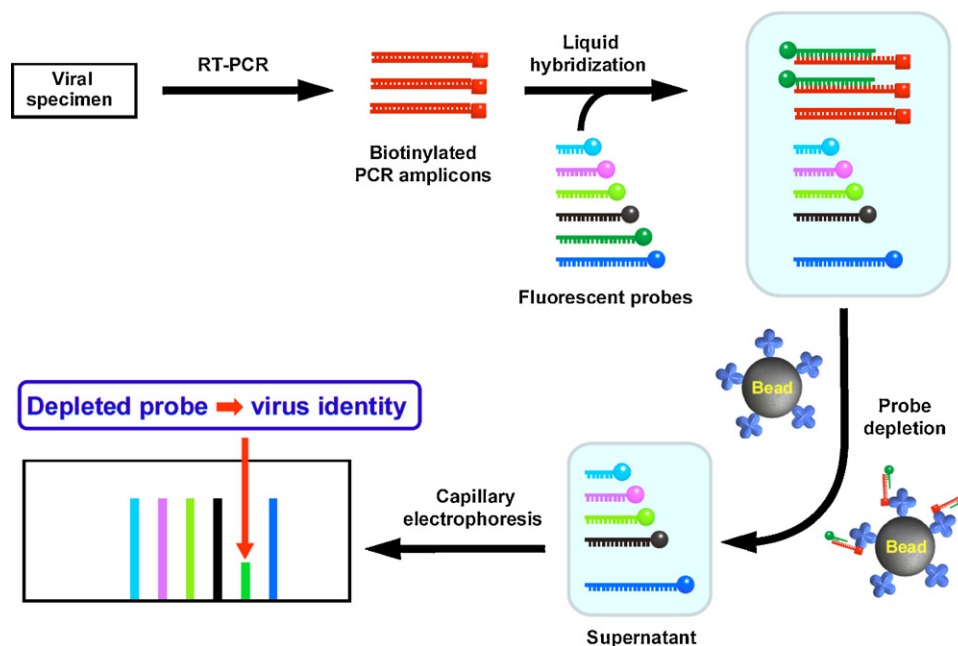 Viral
specimen
RT-PCR
Biotinylated
PCR amplicons
Liquid
hybridization
Fluorescent probes
Bead
Probe
depletion
Bead
Supernatant
Capillary
electrophoresis
Depleted probe ➡ virus identity